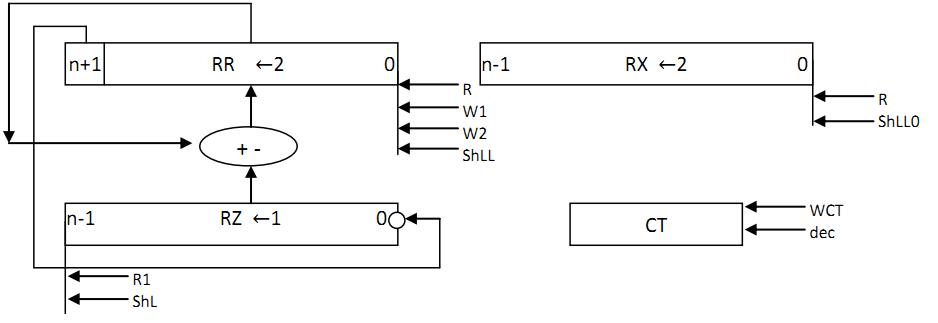 n+1 RR ←2 0
n-1 RX ←2 0
R
W1
W2
ShLL
R
ShLL0
+ -
n-1 RZ ←1 0
CT
WCT
dec
R1
ShL